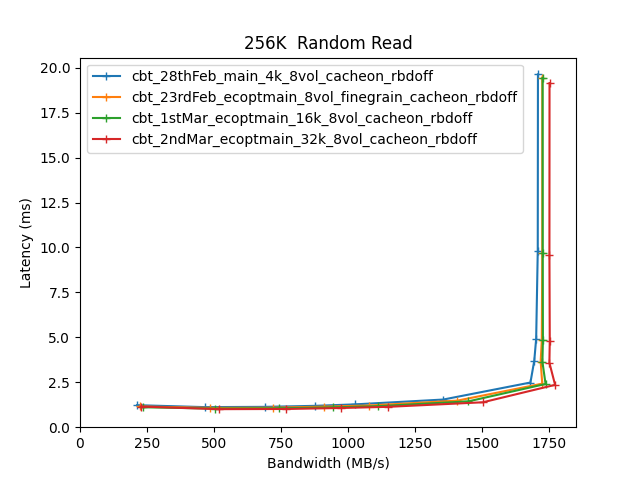 256K  Random Read
cbt_28thFeb_main_4k_8vol_cacheon_rbdoff
cbt_23rdFeb_ecoptmain_8vol_finegrain_cacheon_rbdoff
cbt_1stMar_ecoptmain_16k_8vol_cacheon_rbdoff
cbt_2ndMar_ecoptmain_32k_8vol_cacheon_rbdoff
20.0
17.5
15.0
12.5
10.0
7.5
5.0
2.5
0.0
Latency (ms)
0 250 500 750 1000 1250 1500 1750
Bandwidth (MB/s)